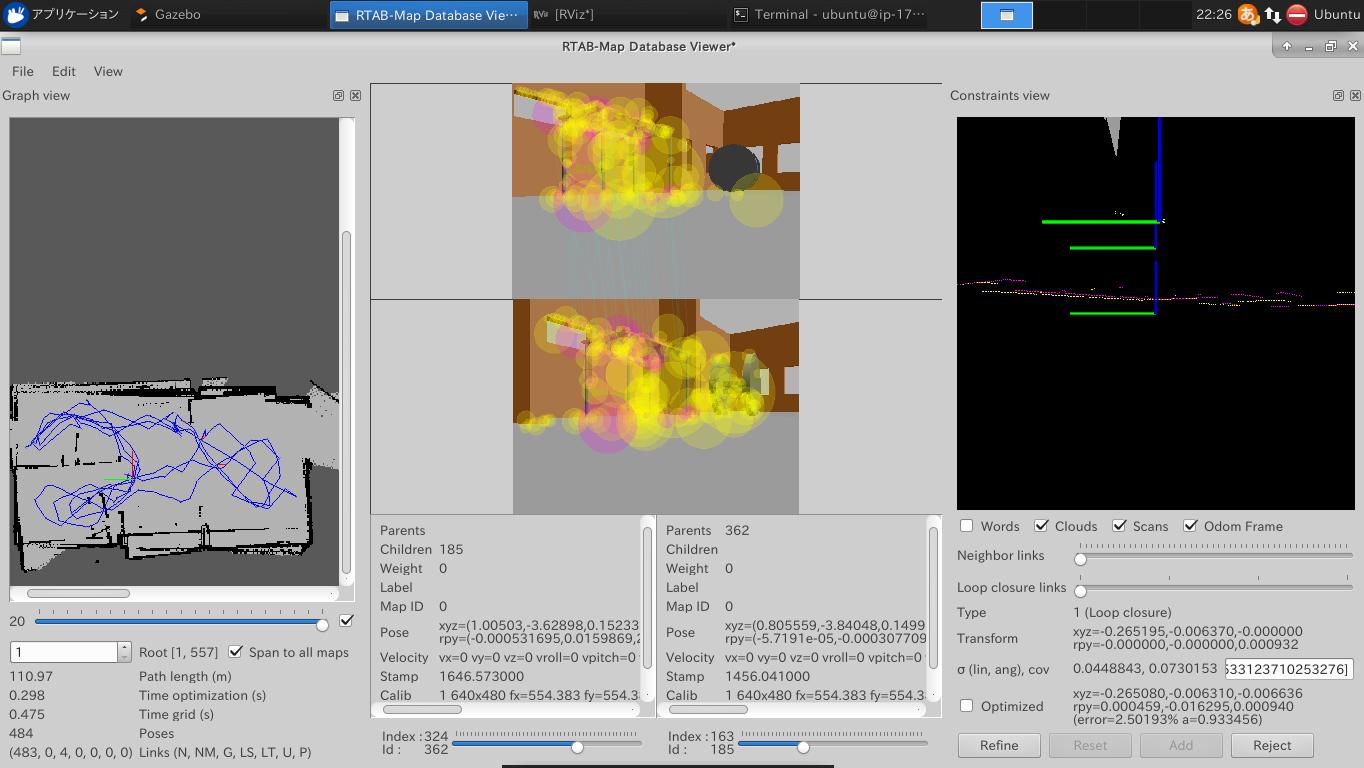 アプリケーション
Gazebo
RTAB-Map Database Vie…
RViz
[RViz*]
Terminal - ubuntu@ip-17…
22:26
あ
Ubuntu
RTAB-Map Database Viewer*
File Edit View
Graph view
20
1
Root [1, 557]
Span to all maps
110.97 Path length (m)
0.298 Time optimization (s)
0.475 Time grid (s)
484 Poses
(483, 0, 4, 0, 0, 0, 0) Links (N, NM, G, LS, LT, U, P)
Parents
Children 185
Weight 0
Label
Map ID 0
Pose xyz=(1.00503,-3.62898,0.15233
rpy=(-0.000531695,0.0159869,2
Velocity vx=0 vy=0 vz=0 vroll=0 vpitch=0
Stamp 1646.573000
Calib 1 640x480 fx=554.383 fy=554.3
Index : 324
Id : 362
Parents 362
Children
Weight 0
Label
Map ID 0
Pose xyz=(0.805559,-3.84048,0.1499
rpy=(-5.7191e-05,-0.000307709
Velocity vx=0 vy=0 vz=0 vroll=0 vpitch=0
Stamp 1456.041000
Calib 1 640x480 fx=554.383 fy=554.3
Index : 163
Id : 185
Constraints view
Words Clouds Scans Odom Frame
Neighbor links
Loop closure links
Type 1 (Loop closure)
Transform xyz=-0.265195,-0.006370,-0.000000
rpy=-0.000000,-0.000000,0.000932
σ (lin, ang), cov 0.0448843, 0.0730153 533123710253276]
Optimized xyz=-0.265080,-0.006310,-0.006636
rpy=0.000459,-0.016295,0.000940
(error=2.50193% a=0.933456)
Refine Reset Add Reject